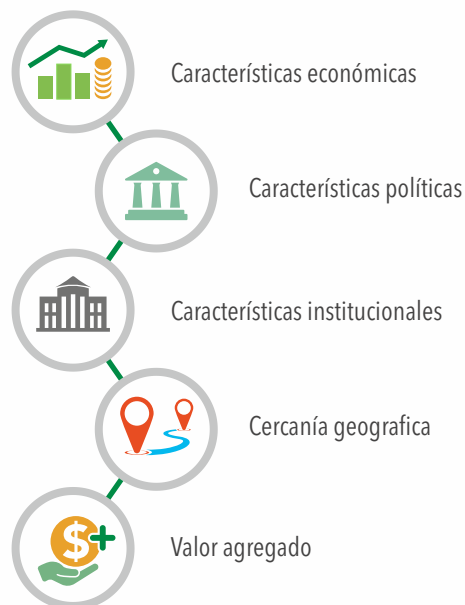 Características económicas
Características políticas
Características institucionales
Cercanía geografica
$
Valor agregado